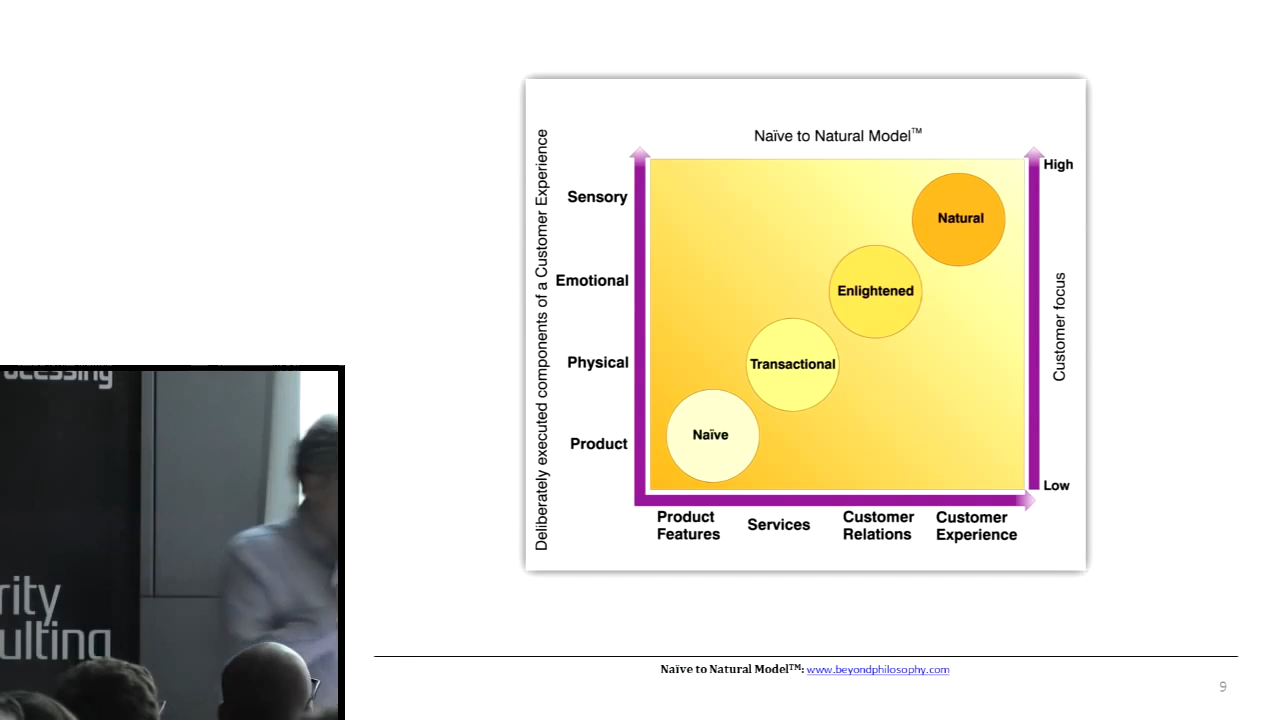 Naïve to Natural Model™
Deliberately executed components of a Customer Experience
Sensory
Emotional
Physical
Product
Natural
Enlightened
Transactional
Naïve
High
Customer focus
Low
Product
Features
Services
Customer
Relations
Customer
Experience
Naïve to Natural Model™: www.beyondphilosophy.com
9